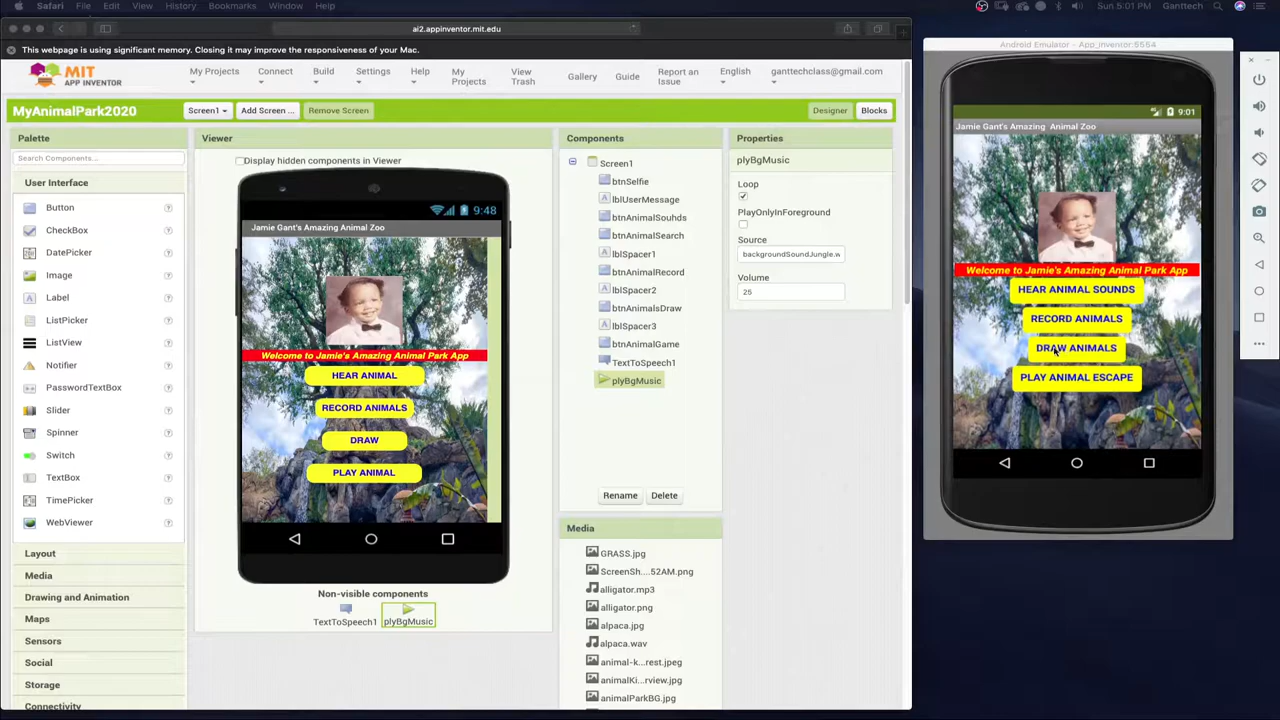 Safari File Edit View History Bookmarks Window Help
Sun 5:01 PM Ganttech
ai2.appinventor.mit.edu
This webpage is using significant memory. Closing it may improve the responsiveness of your Mac.
MIT
APP INVENTOR
My Projects Connect Build Settings Help My Projects View Trash Gallery Guide Report an Issue English ganttechclass@gmail.com
MyAnimalPark2020 Screen1 Add Screen ... Remove Screen Designer Blocks
Palette
Search Components...
User Interface
Button
CheckBox
DatePicker
Image
Label
ListPicker
ListView
Notifier
PasswordTextBox
Slider
Spinner
Switch
TextBox
TimePicker
WebViewer
Layout
Media
Drawing and Animation
Maps
Sensors
Social
Storage
Connectivity
Viewer
Display hidden components in Viewer
9:48
Jamie Gant's Amazing Animal Zoo
Welcome to Jamie's Amazing Animal Park App
HEAR ANIMAL
RECORD ANIMALS
DRAW
PLAY ANIMAL
Non-visible components
TextToSpeech1 plyBgMusic
Components
Screen1
btnSelfie
lblUserMessage
btnAnimalSouhds
btnAnimalSearch
lblSpacer1
btnAnimalRecord
lblSpacer2
btnAnimalsDraw
lblSpacer3
btnAnimalGame
TextToSpeech1
plyBgMusic
Rename Delete
Media
GRASS.jpg
ScreenSh....52AM.png
alligator.mp3
alligator.png
alpaca.jpg
alpaca.wav
animal-k...rest.jpeg
animalKi...rview.jpg
animalParkBG.jpg
Properties
plyBgMusic
Loop
PlayOnlyInForeground
Source
backgroundSoundJungle.w
Volume
25
Android Emulator - App_Inventor:5564
9:01
Jamie Gant's Amazing Animal Zoo
Welcome to Jamie's Amazing Animal Park App
HEAR ANIMAL SOUNDS
RECORD ANIMALS
DRAW ANIMALS
PLAY ANIMAL ESCAPE